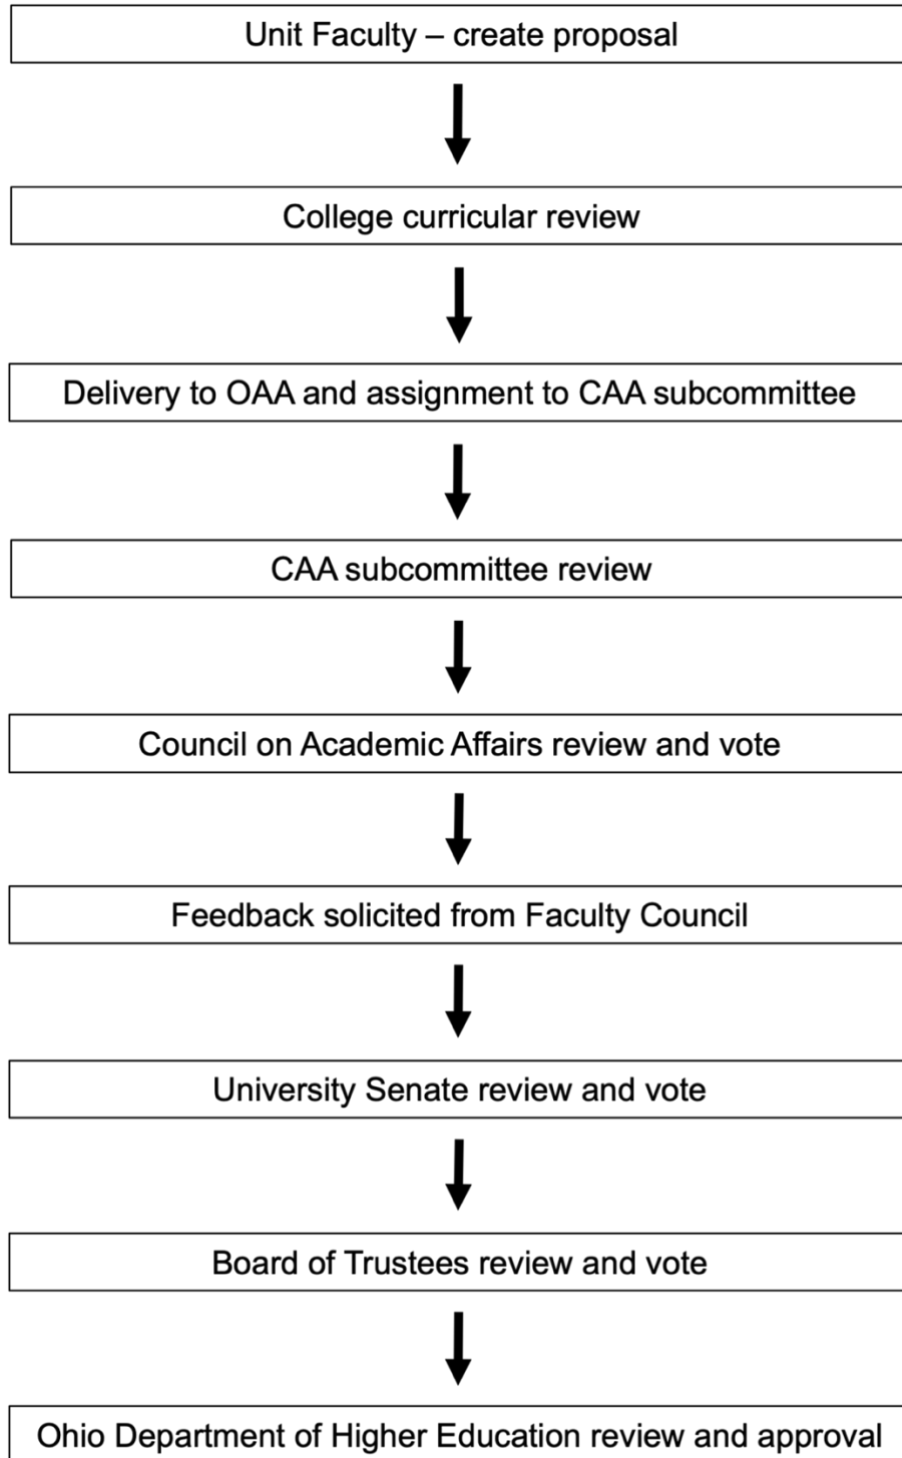 Unit Faculty – create proposal
College curricular review
Delivery to OAA and assignment to CAA subcommittee
CAA subcommittee review
Council on Academic Affairs review and vote
Feedback solicited from Faculty Council
University Senate review and vote
Board of Trustees review and vote
Ohio Department of Higher Education review and approval